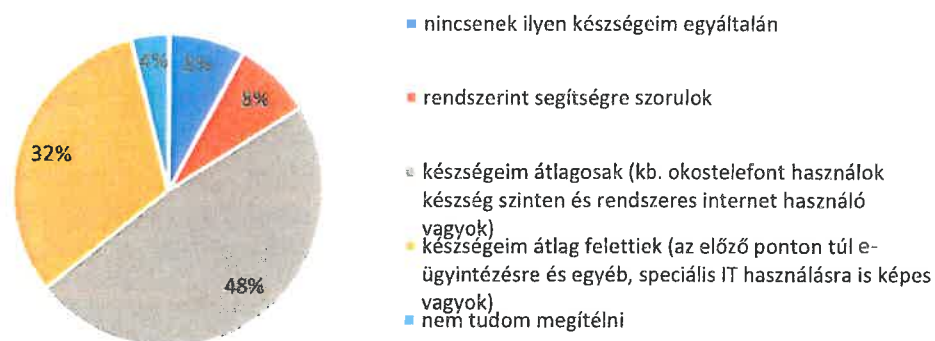 nincsenek ilyen készségeim egyáltalán
4%
8%
8%
rendszerint segítségre szorulok
32%
készségeim átlagosak (kb. okostelefont használok
készség szinten és rendszeres internet használó
vagyok)
készségeim átlag felettiek (az előző ponton túl e-
ügyintézésre és egyéb, speciális IT használásra is képes
vagyok)
48%
nem tudom megítélni